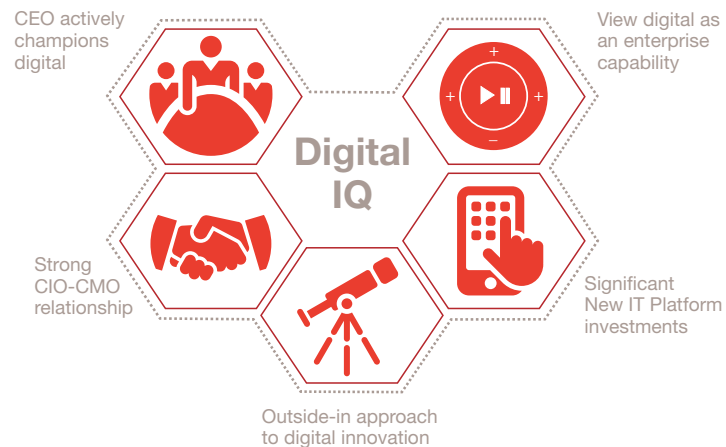 CEO actively
champions
digital
View digital as
an enterprise
capability
Digital
IQ
Strong
CIO-CMO
relationship
Significant
New IT Platform
investments
Outside-in approach
to digital innovation